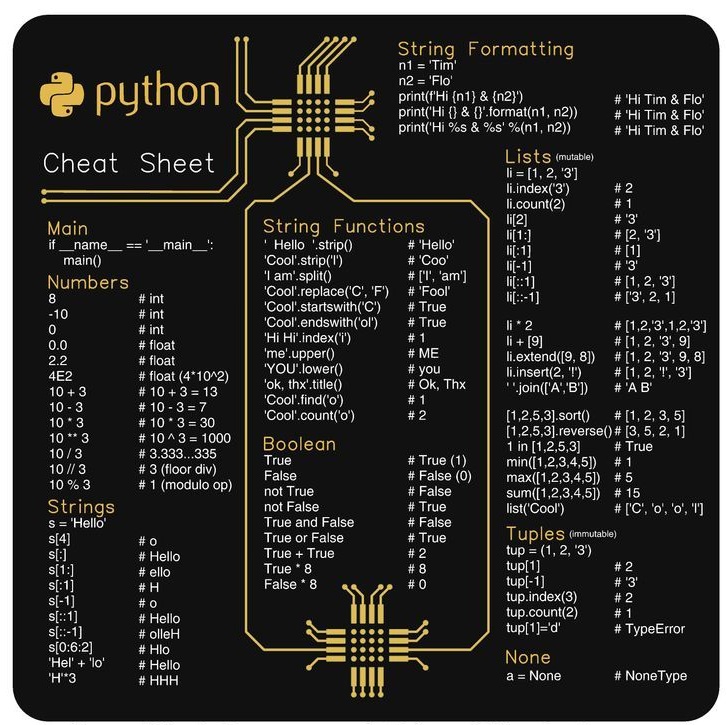 python
Cheat Sheet
String Formatting
n1 = 'Tim'
n2 = 'Flo'
print(f'Hi {n1} & {n2}') # 'Hi Tim & Flo'
print('Hi {} & {}'.format(n1, n2)) # 'Hi Tim & Flo'
print('Hi %s & %s' %(n1, n2)) # 'Hi Tim & Flo'
Main
if __name__ == '__main__':
main()
Numbers
8 # int
-10 # int
0 # int
0.0 # float
2.2 # float
4E2 # float (4*10^2)
10 + 3 # 10 + 3 = 13
10 - 3 # 10 - 3 = 7
10 * 3 # 10 * 3 = 30
10 ** 3 # 10 ^ 3 = 1000
10 / 3 # 3.333...335
10 // 3 # 3 (floor div)
10 % 3 # 1 (modulo op)
Strings
s = 'Hello'
s[4] # o
s[:] # Hello
s[1:] # ello
s[:1] # H
s[-1] # o
s[::1] # Hello
s[::-1] # olleH
s[0:6:2] # Hlo
'Hel' + 'lo' # Hello
'H'*3 # HHH
String Functions
' Hello '.strip() # 'Hello'
'Cool'.strip('l') # 'Coo'
'I am'.split() # ['I', 'am']
'Cool'.replace('C', 'F') # 'Fool'
'Cool'.startswith('C') # True
'Cool'.endswith('ol') # True
'Hi Hi'.index('i') # 1
'me'.upper() # ME
'YOU'.lower() # you
'ok, thx'.title() # Ok, Thx
'Cool'.find('o') # 1
'Cool'.count('o') # 2
Boolean
True # True (1)
False # False (0)
not True # False
not False # True
True and False # False
True or False # True
True + True # 2
True * 8 # 8
False * 8 # 0
Lists (mutable)
li = [1, 2, '3']
li.index('3') # 2
li.count(2) # 1
li[2] # '3'
li[1:] # [2, '3']
li[:1] # [1]
li[-1] # '3'
li[::1] # [1, 2, '3']
li[::-1] # ['3', 2, 1]
li * 2 # [1,2,'3',1,2,'3']
li + [9] # [1, 2, '3', 9]
li.extend([9, 8]) # [1, 2, '3', 9, 8]
li.insert(2, '!') # [1, 2, '!', '3']
' '.join(['A','B']) # 'A B'
[1,2,5,3].sort() # [1, 2, 3, 5]
[1,2,5,3].reverse() # [3, 5, 2, 1]
1 in [1,2,5,3] # True
min([1,2,3,4,5]) # 1
max([1,2,3,4,5]) # 5
sum([1,2,3,4,5]) # 15
list('Cool') # ['C', 'o', 'o', 'l']
Tuples (immutable)
tup = (1, 2, '3')
tup[1] # 2
tup[-1] # '3'
tup.index(3) # 2
tup.count(2) # 1
tup[1]='d' # TypeError
None
a = None # NoneType